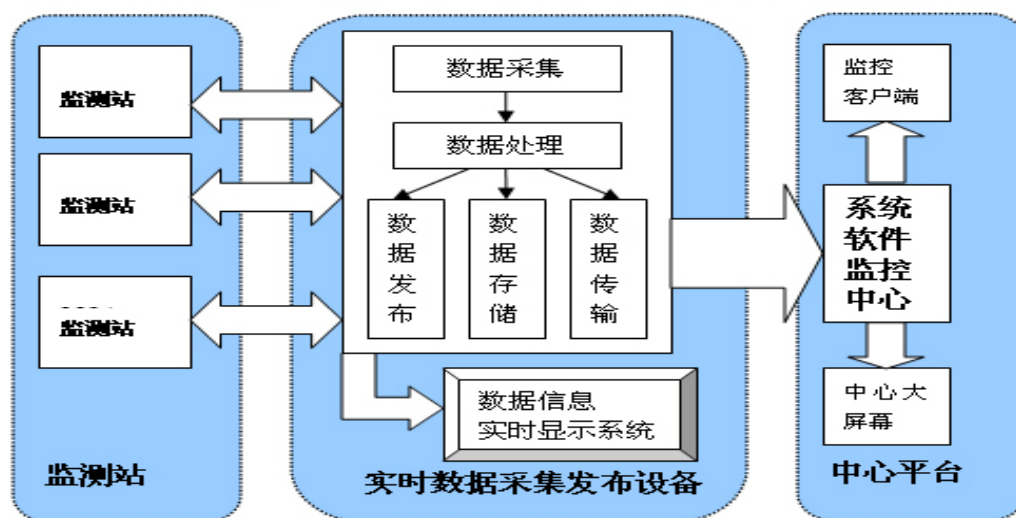 监测站
监测站
监测站
监测站
数据采集
数据处理
数据发布
数据存储
数据传输
数据信息
实时显示系统
实时数据采集发布设备
监控
客户端
系统
软件
监控
中心
中心大
屏幕
中心平台